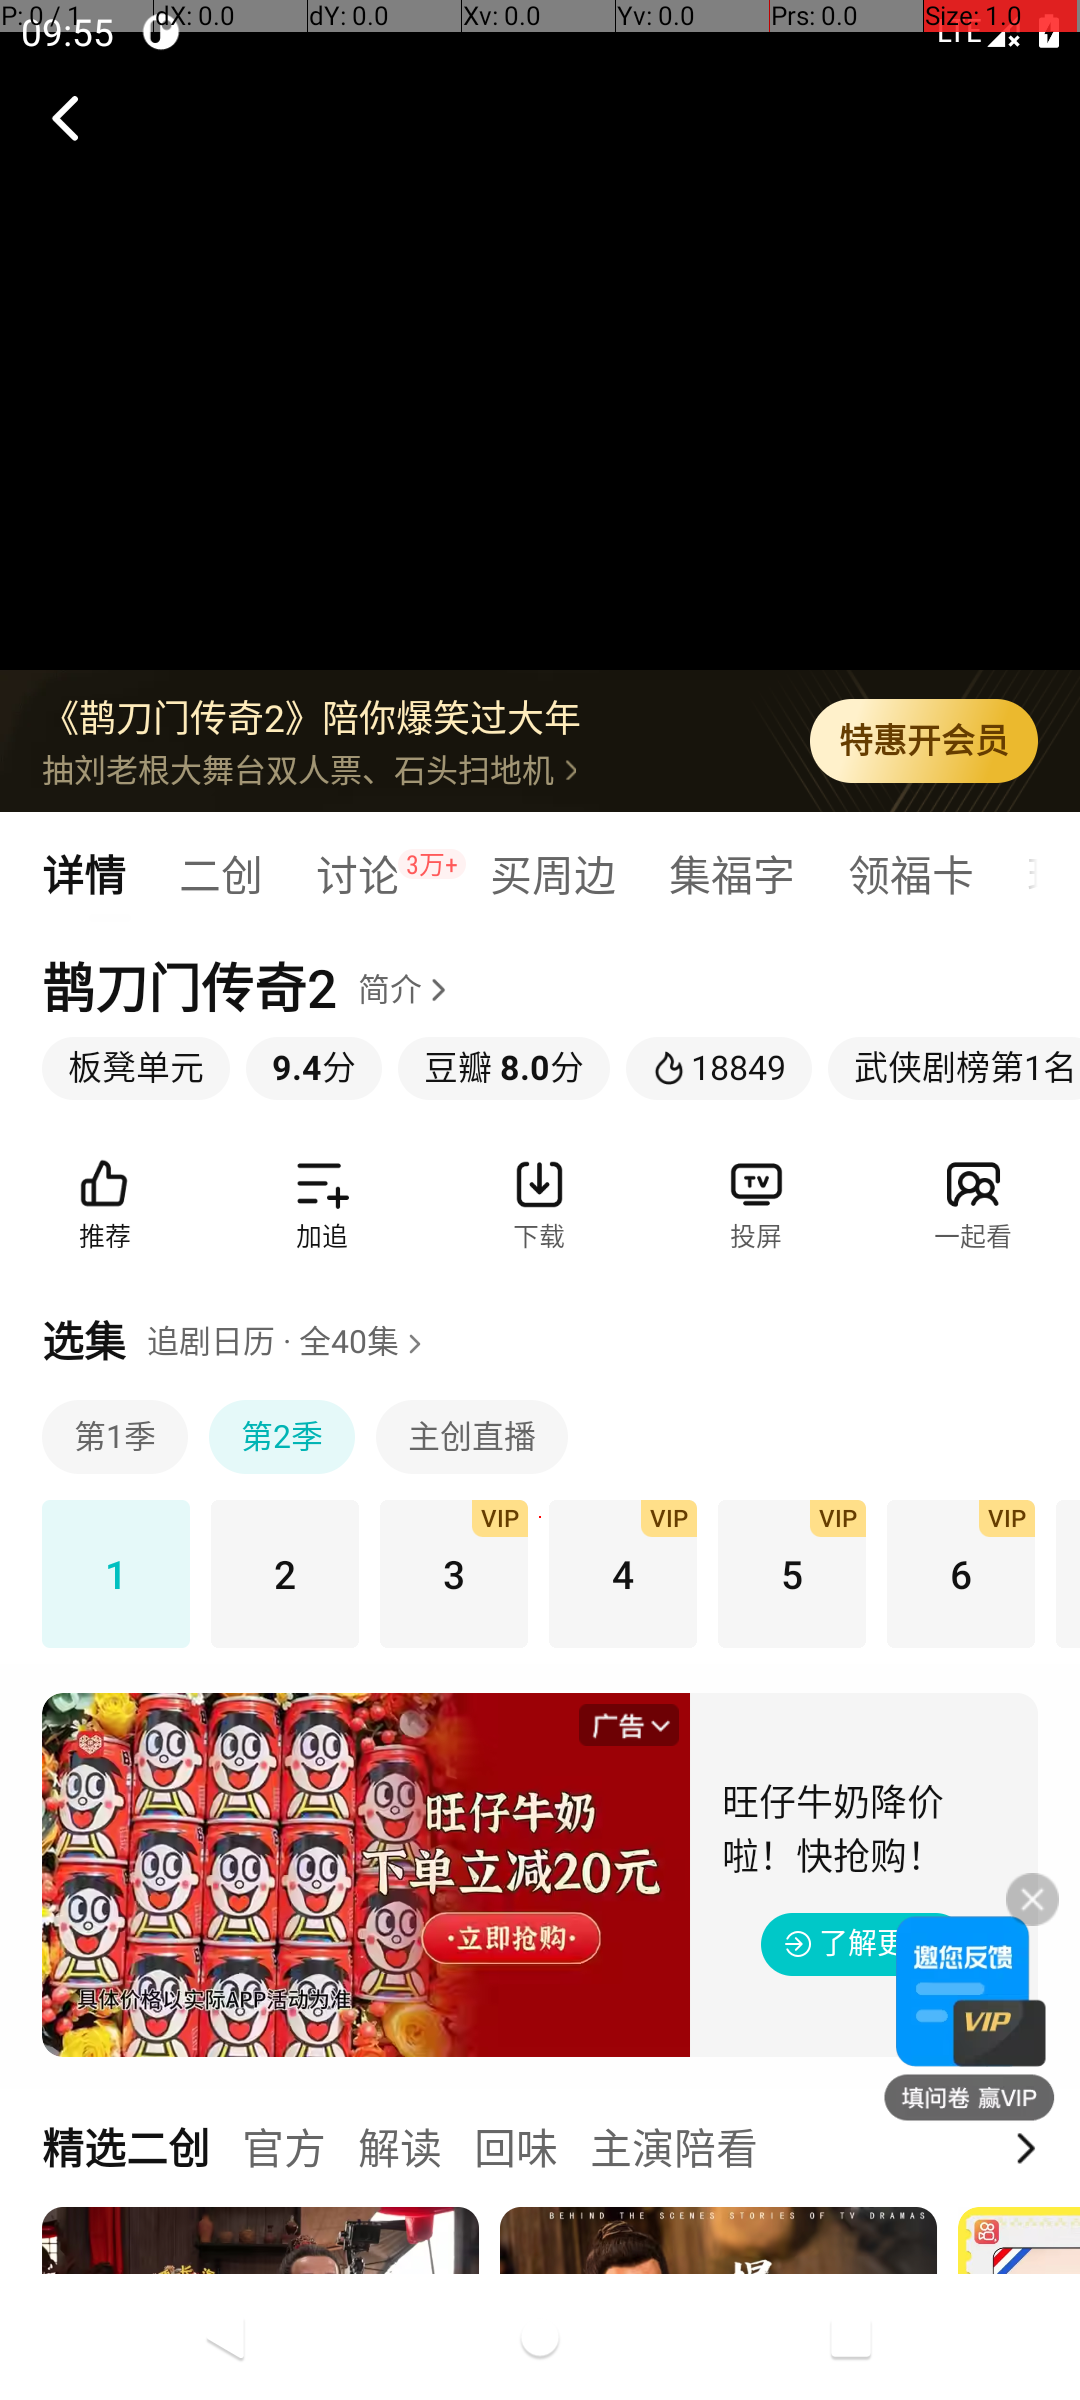 P: 0 / 1
dX: 0.0
dY: 0.0
Xv: 0.0
Yv: 0.0
Prs: 0.0
Size: 1.0
09:55
LTE
《鹊刀门传奇2》陪你爆笑过大年
抽刘老根大舞台双人票、石头扫地机
特惠开会员
详情
二创
讨论
3万+
买周边
集福字
领福卡
鹊刀门传奇2
简介
板凳单元
9.4分
豆瓣 8.0分
18849
武侠剧榜第1名
推荐
加追
下载
TV
投屏
一起看
选集
追剧日历 · 全40集
第1季
第2季
主创直播
1
2
3
VIP
4
VIP
5
VIP
6
VIP
广告
旺仔牛奶
下单立减20元
·立即抢购·
具体价格以实际APP活动为准
旺仔牛奶降价
啦！快抢购！
了解更
邀您反馈
VIP
填问卷 赢VIP
精选二创
官方
解读
回味
主演陪看
BEHIND THE SCENES STORIES OF TV DRAMAS